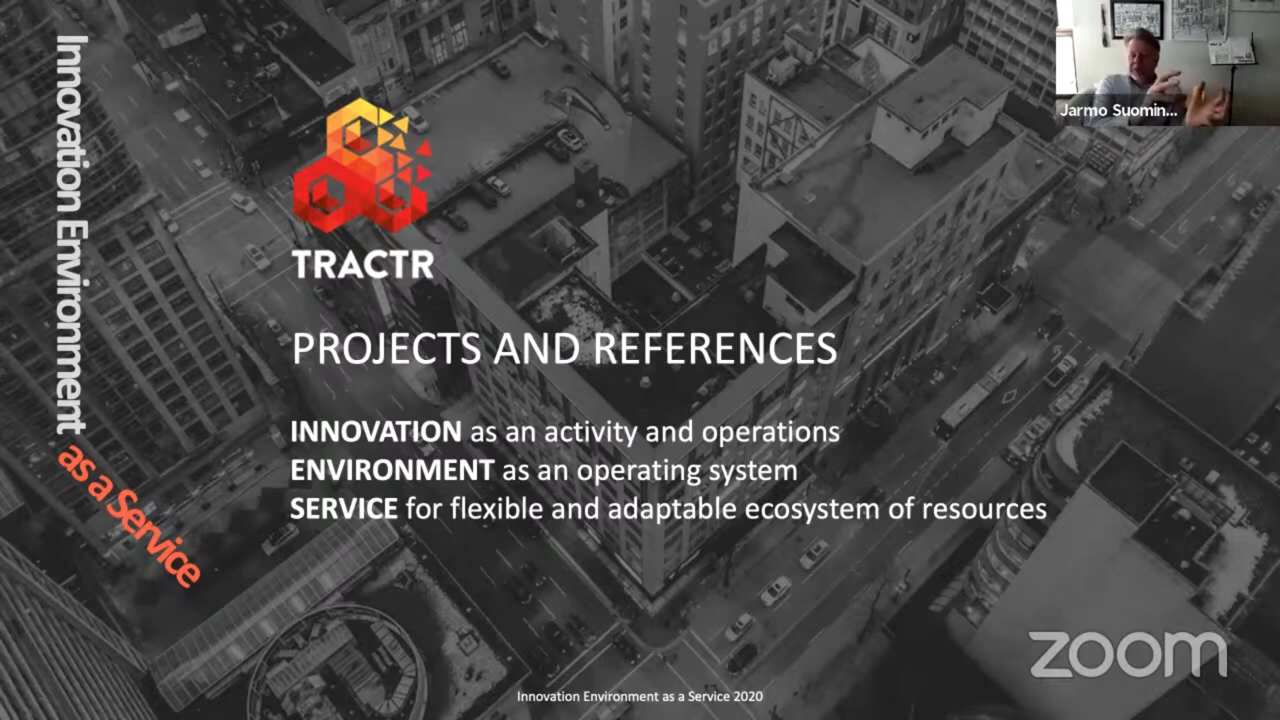 Innovation Environment as a Service
Jarmo Suomin...
TRACTR
PROJECTS AND REFERENCES
INNOVATION as an activity and operations
ENVIRONMENT as an operating system
SERVICE for flexible and adaptable ecosystem of resources
zoom
Innovation Environment as a Service 2020